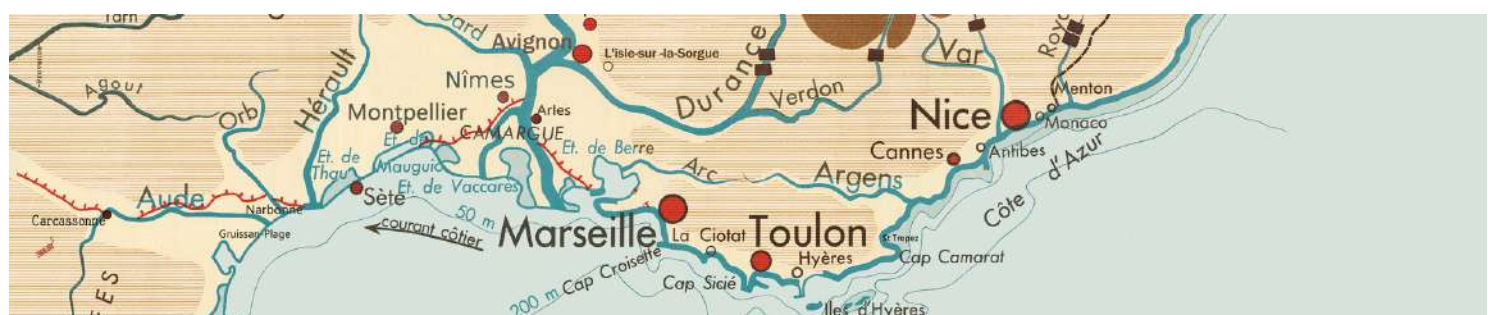 Tarn
Gard
Avignon
L'isle-sur-la-Sorgue
Durance
Verdon
Var
Roya
Agout
Orb
Hérault
Nîmes
Montpellier
Arles
CAMARGUE
Nice
Menton
Monaco
Cannes
Antibes
Côte d'Azur
Et. de Thau
Et. de Mauguio
Et. de Vaccares
Et. de Berre
Arc
Argens
Aude
Carcassonne
Narbonne
Gruissan-Plage
Sète
50 m
courant côtier
Marseille
La Ciotat
Toulon
Hyères
St Tropez
Cap Camarat
200 m
Cap Croisette
Cap Sicié
Iles d'Hyères
EES